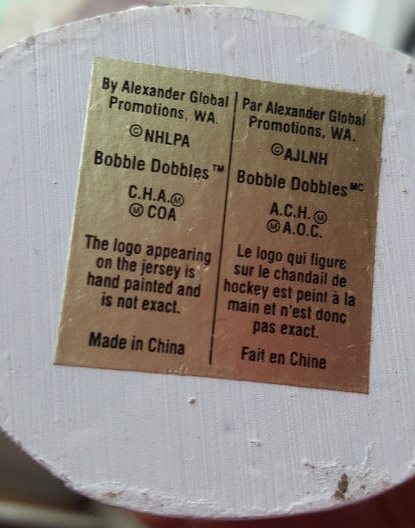 By Alexander Global
Promotions, WA.
©NHLPA
Bobble Dobbles™
C.H.A.Ⓜ
Ⓜ COA
The logo appearing
on the jersey is
hand painted and
is not exact.
Made in China
Par Alexander Global
Promotions, WA.
©AJLNH
Bobble Dobbles MC
A.C.H.Ⓜ
ⓂA.O.C.
Le logo qui figure
sur le chandail de
hockey est peint à la
main et n'est donc
pas exact.
Fait en Chine